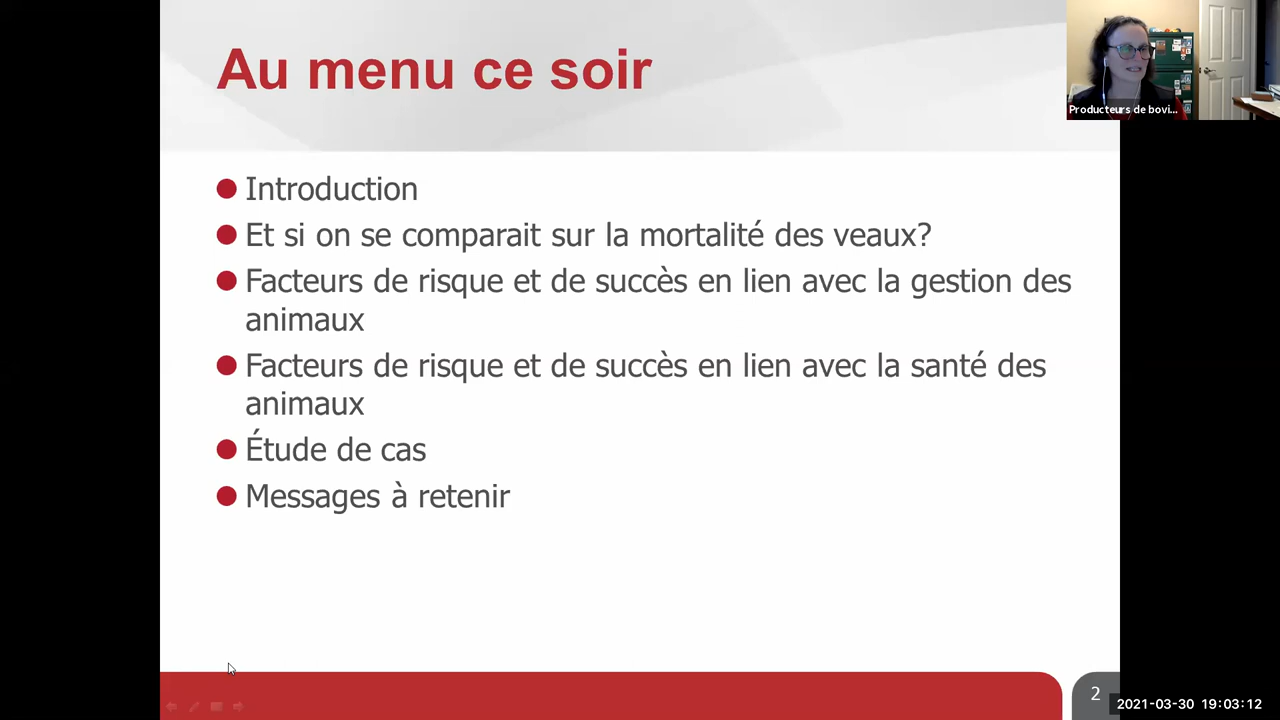 Au menu ce soir
Producteurs de bovi...
Introduction
Et si on se comparait sur la mortalité des veaux?
Facteurs de risque et de succès en lien avec la gestion des
animaux
Facteurs de risque et de succès en lien avec la santé des
animaux
Étude de cas
Messages à retenir
2
2021-03-30 19:03:12